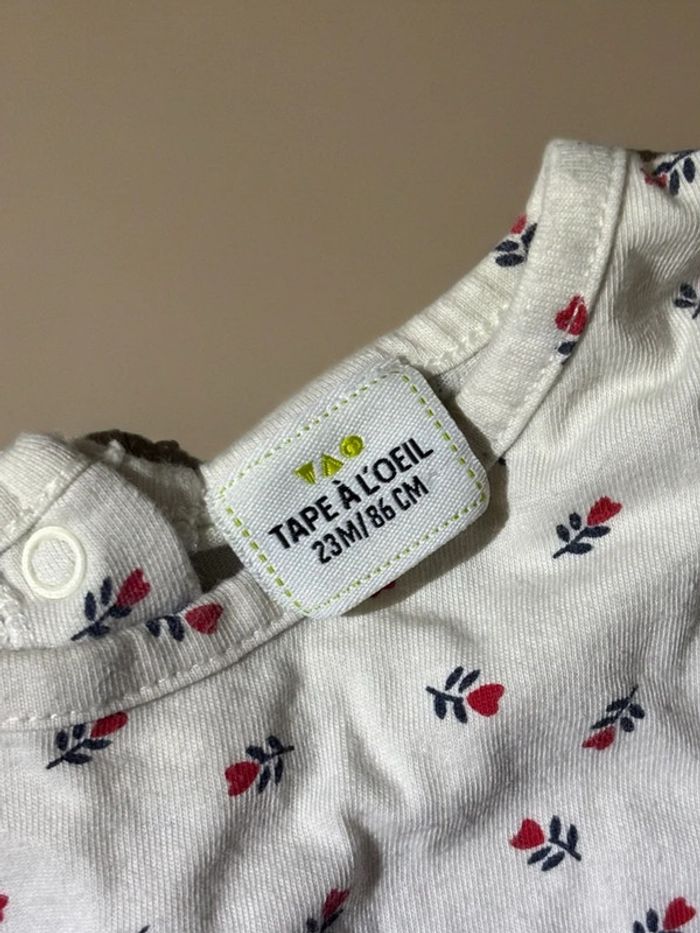 TAO
TAPE À L'OEIL
23M/86 CM